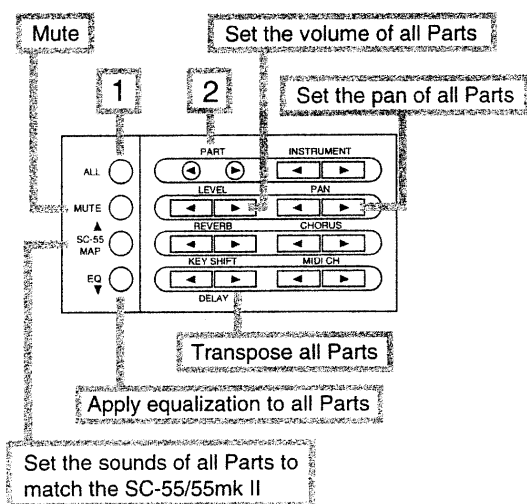 Mute
Set the volume of all Parts
1
2
Set the pan of all Parts
PART
INSTRUMENT
ALL
LEVEL
PAN
MUTE
REVERB
CHORUS
SC-55
MAP
KEY SHIFT
MIDI CH
EQ
DELAY
Transpose all Parts
Apply equalization to all Parts
Set the sounds of all Parts to
match the SC-55/55mk II